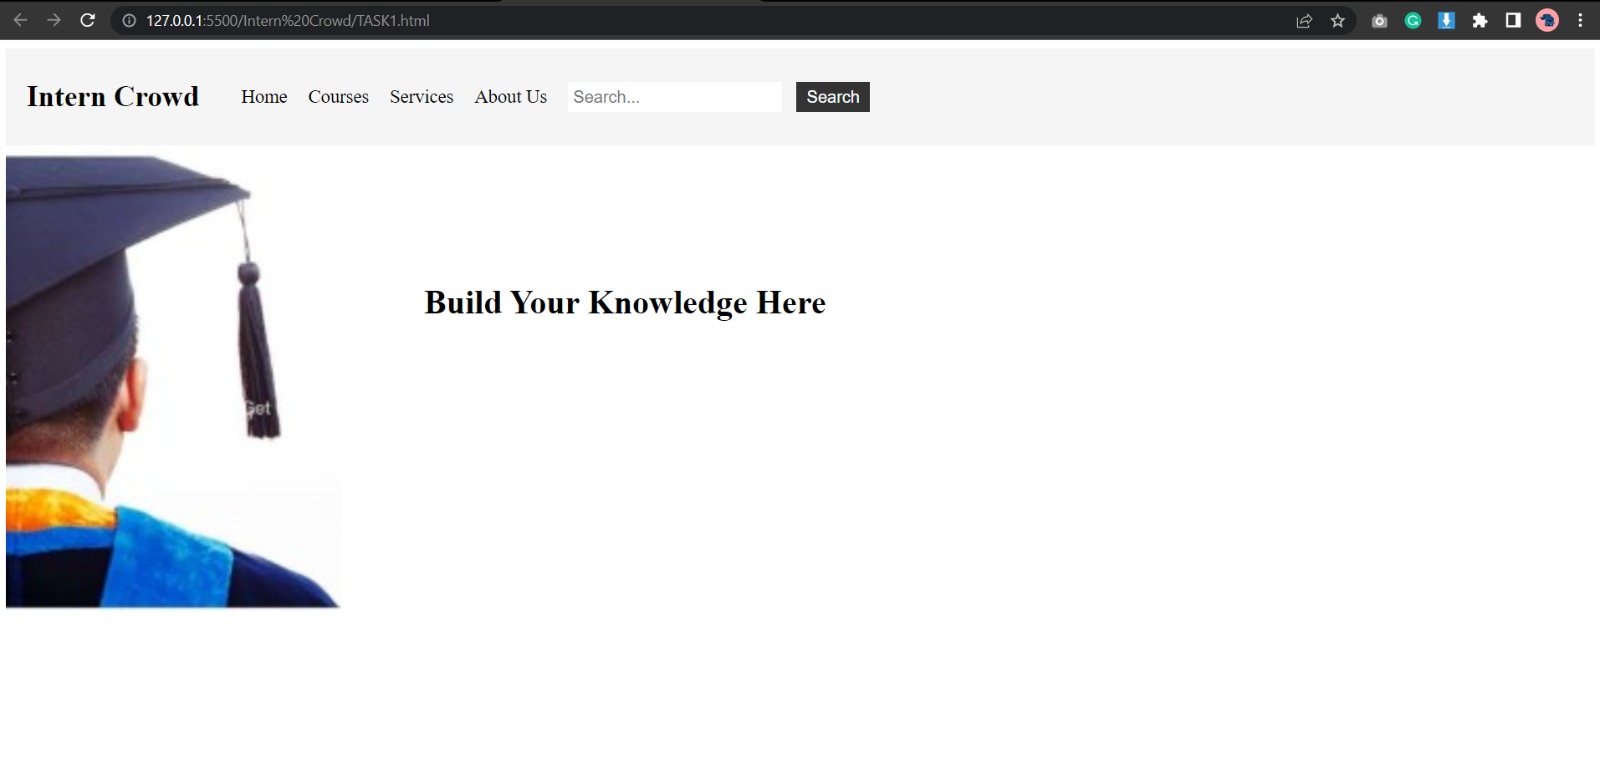 127.0.0.1:5500/Intern%20Crowd/TASK1.html
Intern Crowd Home Courses Services About Us Search... Search
Build Your Knowledge Here
Get